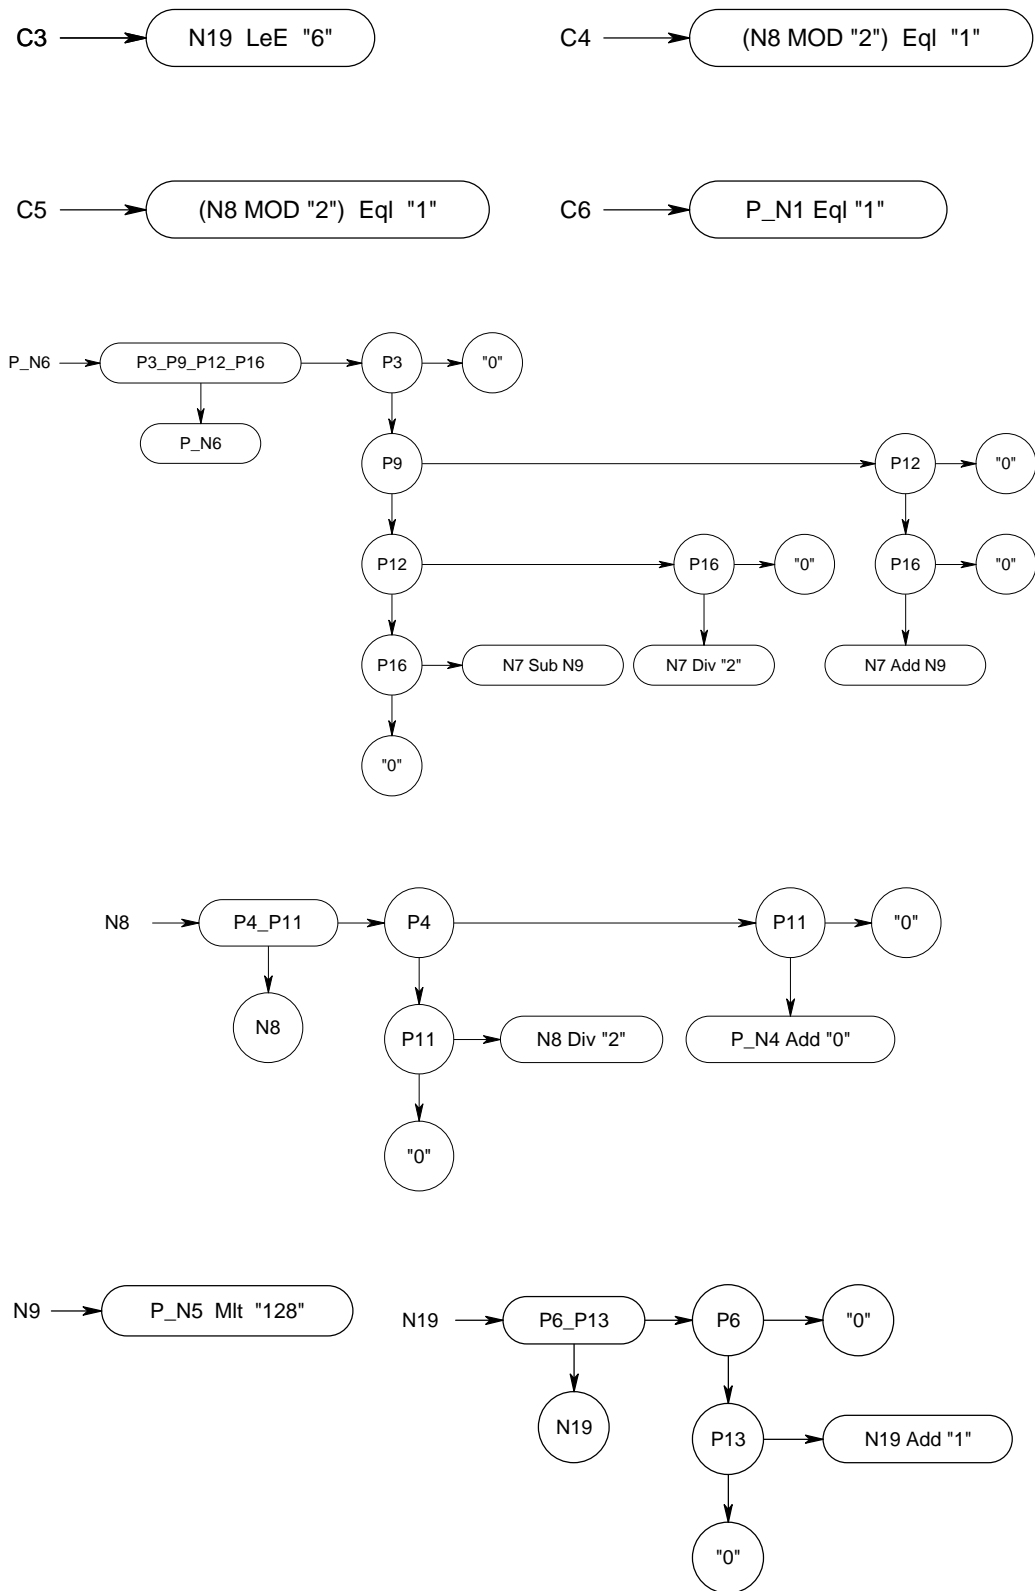 C3 N19 LeE "6" C4 (N8 MOD "2") Eql "1"
C5 (N8 MOD "2") Eql "1" C6 P_N1 Eql "1"
P_N6 P3_P9_P12_P16 P3 "0"
P_N6 P9 P12 "0"
P12 P16 "0" P16 "0"
P16 N7 Sub N9 N7 Div "2" N7 Add N9
"0"
N8 P4_P11 P4 P11 "0"
N8 P11 N8 Div "2" P_N4 Add "0"
"0"
N9 P_N5 Mlt "128" N19 P6_P13 P6 "0"
N19 P13 N19 Add "1"
"0"